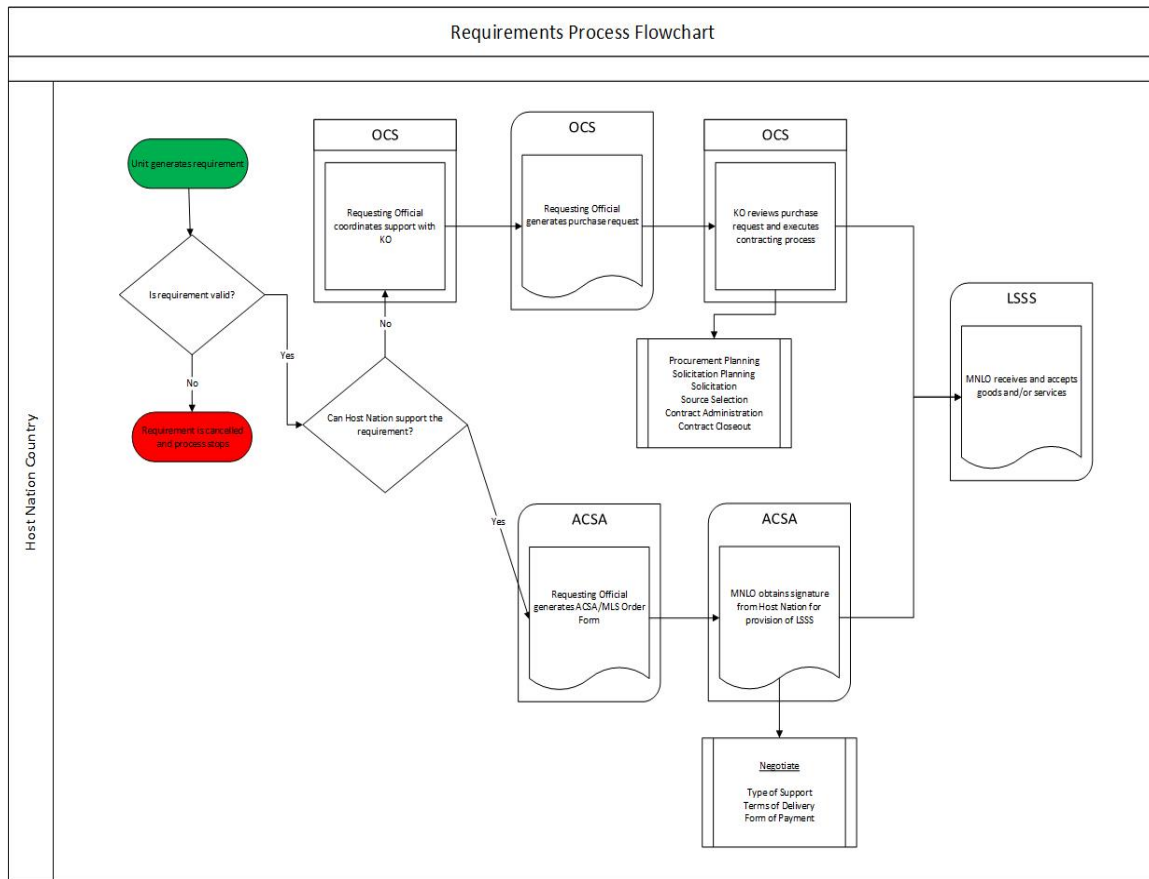 Requirements Process Flowchart
Host Nation Country
Unit generates requirement
Is requirement valid?
No
Requirement is cancelled
and process stops
Yes
Can Host Nation support the
requirement?
No
OCS
Requesting Official
coordinates support with
KO
OCS
Requesting Official
generates purchase request
OCS
KO reviews purchase
request and executes
contracting process
Procurement Planning
Solicitation Planning
Solicitation
Source Selection
Contract Administration
Contract Closeout
Yes
ACSA
Requesting Official
generates ACSA/MLS Order
Form
ACSA
MNLO obtains signature
from Host Nation for
provision of LSSS
Negotiate
Type of Support
Terms of Delivery
Form of Payment
LSSS
MNLO receives and accepts
goods and/or services